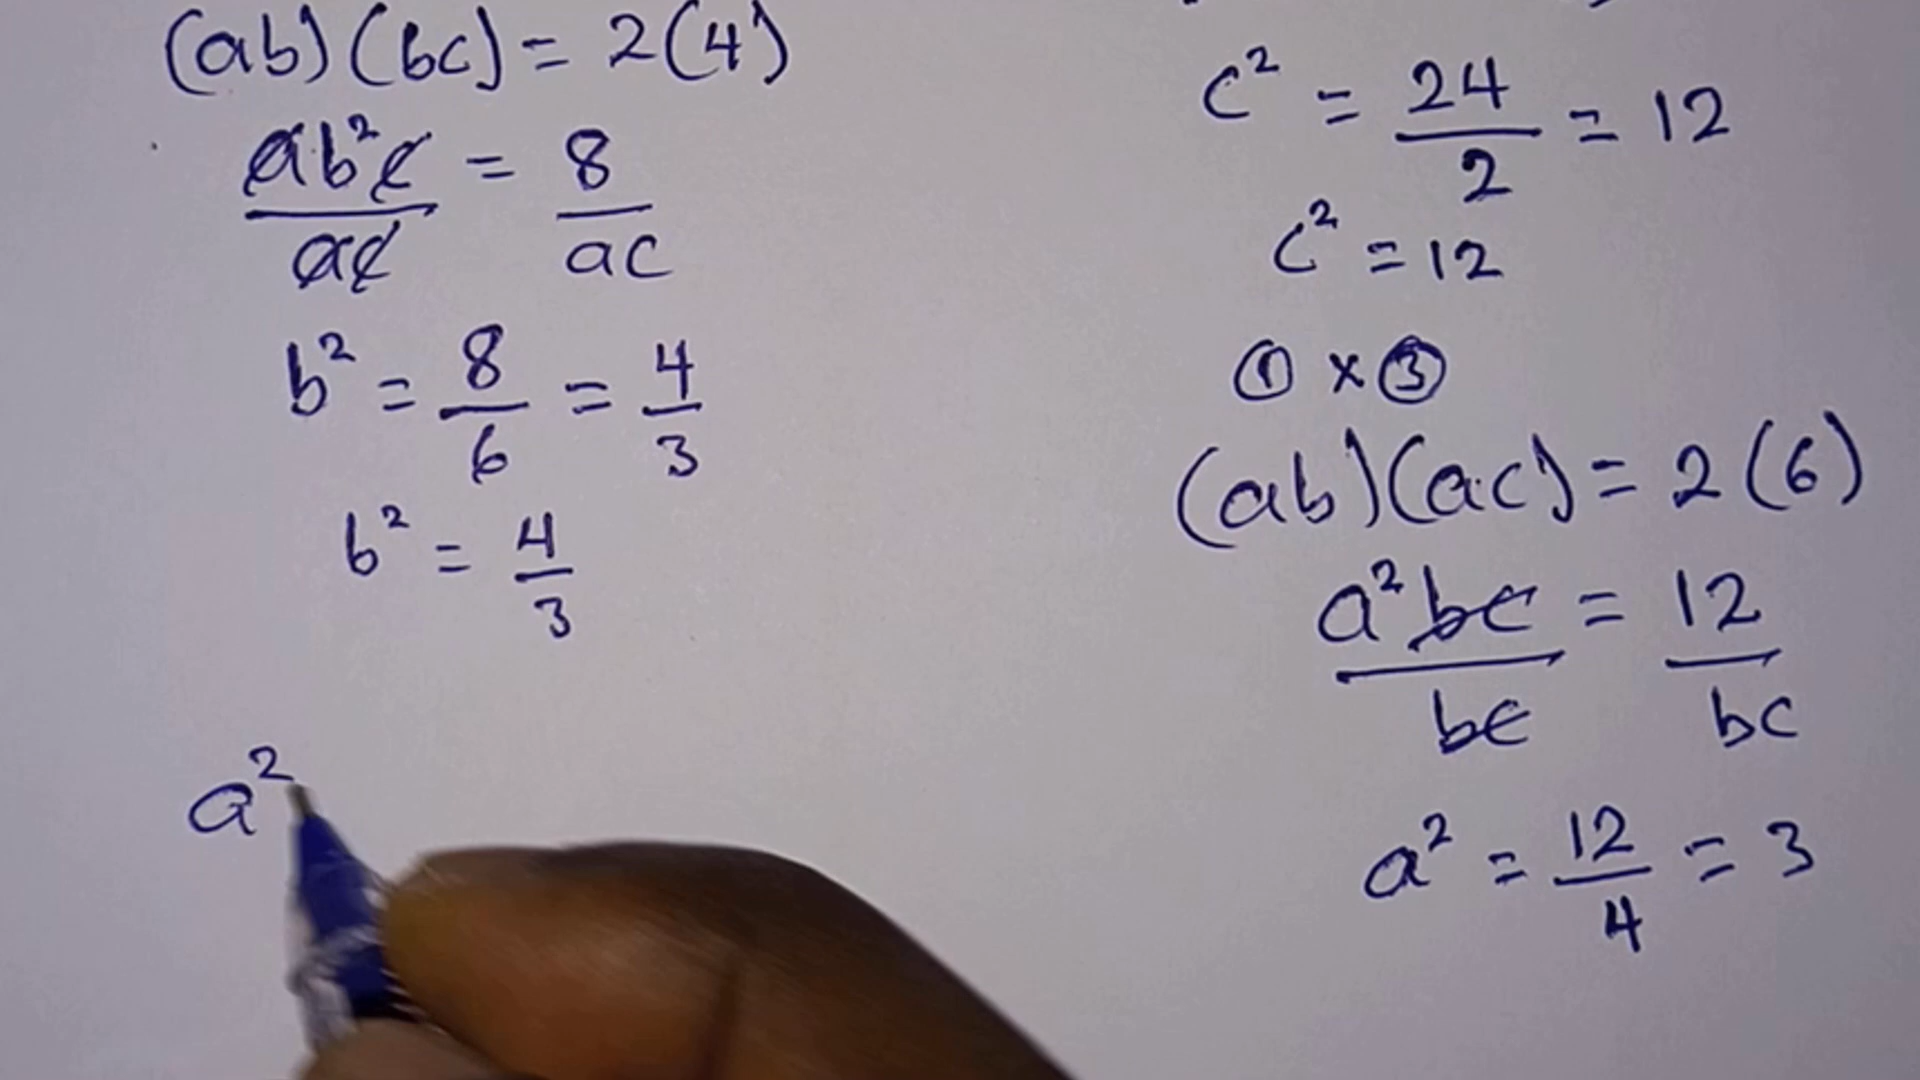 (ab)(bc) = 2(4)
ab²c/ac = 8/ac
b² = 8/6 = 4/3
b² = 4/3
a²
c² = 24/2 = 12
c² = 12
① × ③
(ab)(ac) = 2(6)
a²bc/bc = 12/bc
a² = 12/4 = 3